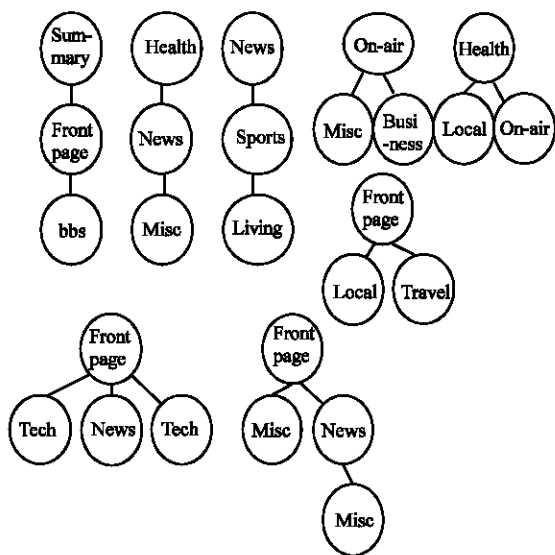 Sum-
mary
Health
News
On-air
Health
Front
page
News
Sports
Misc
Busi
-ness
Local
On-air
bbs
Misc
Living
Front
page
Local
Travel
Front
page
Front
page
Tech
News
Tech
Misc
News
Misc